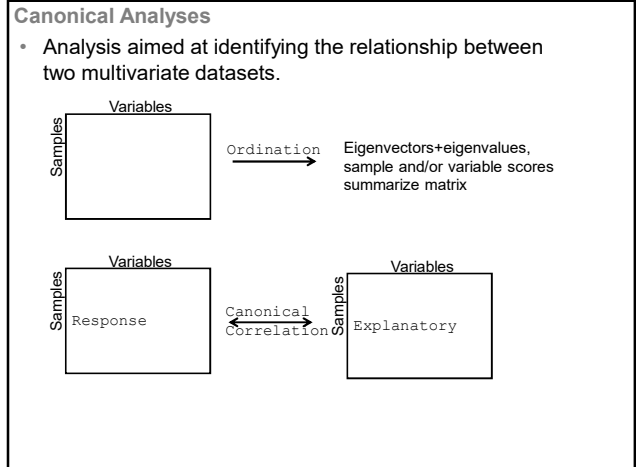 Canonical Analyses
• Analysis aimed at identifying the relationship between
two multivariate datasets.
Variables
Samples
Ordination
Eigenvectors+eigenvalues,
sample and/or variable scores
summarize matrix
Variables
Samples
Response
Canonical
Correlation
Variables
Samples
Explanatory